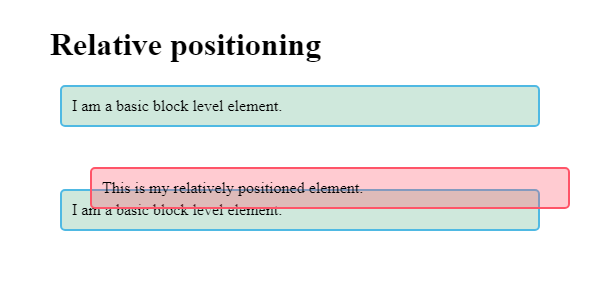 Relative positioning
I am a basic block level element.
This is my relatively positioned element.
I am a basic block level element.